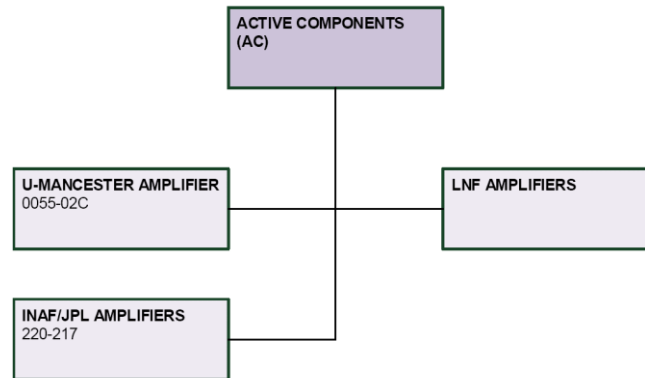 ACTIVE COMPONENTS
(AC)
U-MANCESTER AMPLIFIER
0055-02C
LNF AMPLIFIERS
INAF/JPL AMPLIFIERS
220-217